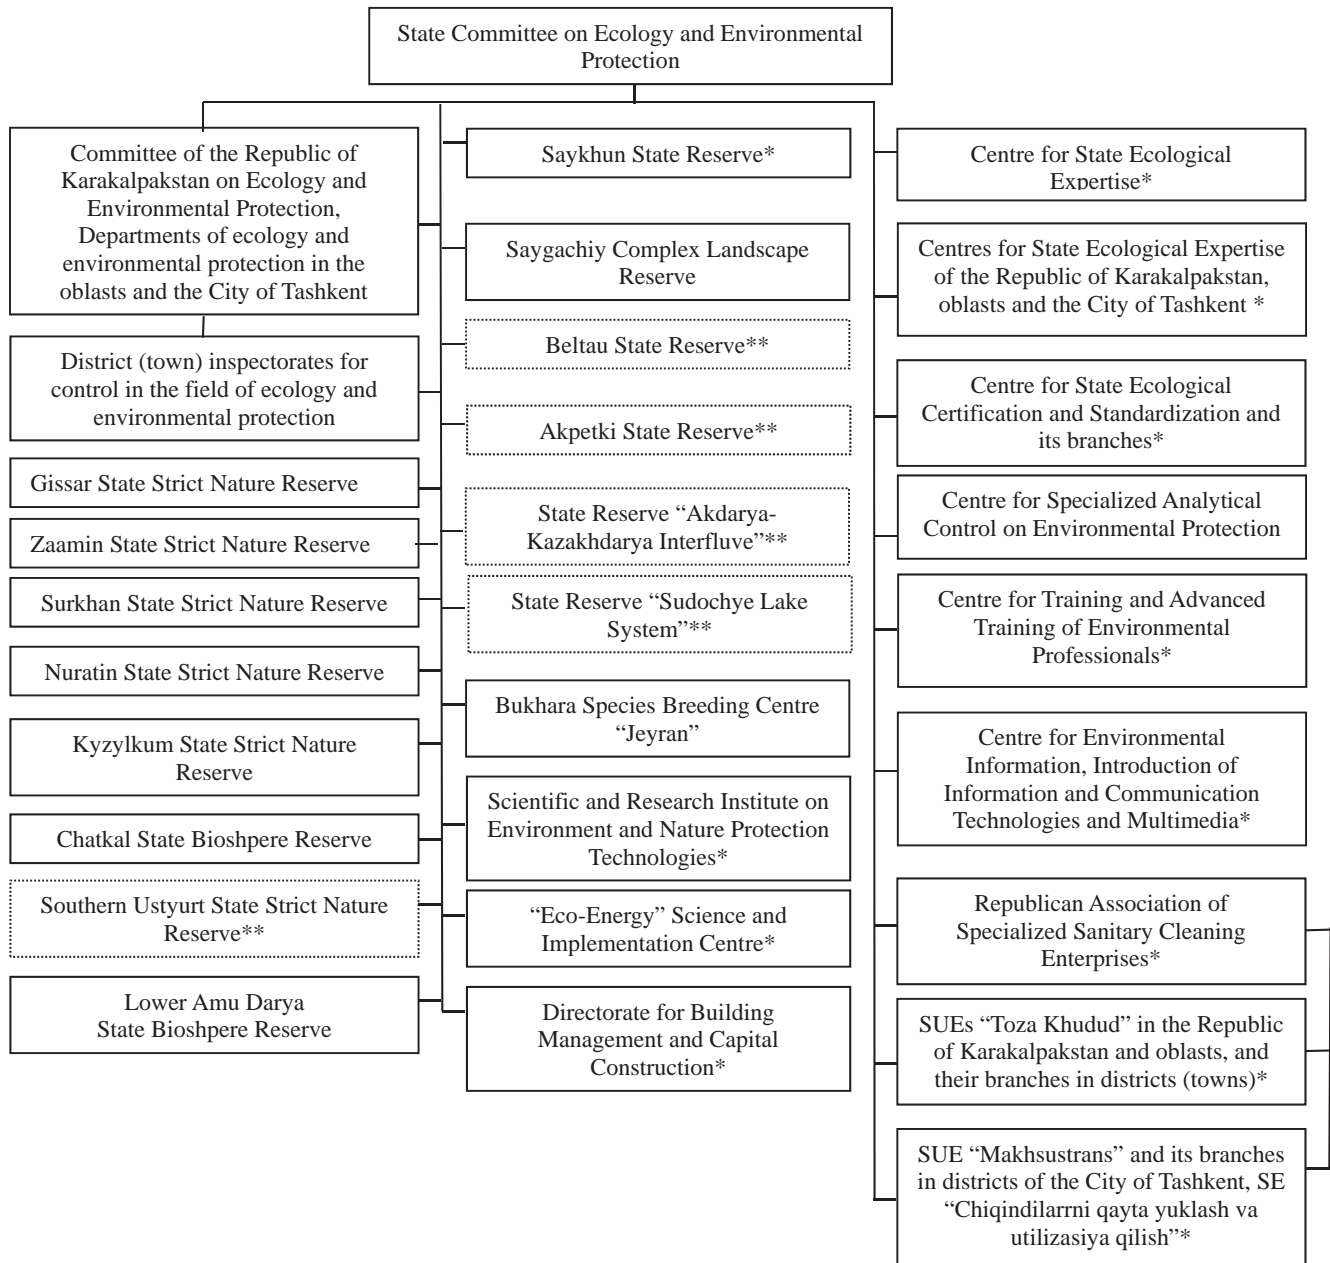 State Committee on Ecology and Environmental
Protection
Committee of the Republic of
Karakalpakstan on Ecology and
Environmental Protection,
Departments of ecology and
environmental protection in the
oblasts and the City of Tashkent
District (town) inspectorates for
control in the field of ecology and
environmental protection
Gissar State Strict Nature Reserve
Zaamin State Strict Nature Reserve
Surkhan State Strict Nature Reserve
Nuratin State Strict Nature Reserve
Kyzylkum State Strict Nature
Reserve
Chatkal State Bioshpere Reserve
Southern Ustyurt State Strict Nature
Reserve**
Lower Amu Darya
State Bioshpere Reserve
Saykhun State Reserve*
Saygachiy Complex Landscape
Reserve
Beltau State Reserve**
Akpetki State Reserve**
State Reserve “Akdarya-
Kazakhdarya Interfluve”**
State Reserve “Sudochye Lake
System”**
Bukhara Species Breeding Centre
“Jeyran”
Scientific and Research Institute on
Environment and Nature Protection
Technologies*
“Eco-Energy” Science and
Implementation Centre*
Directorate for Building
Management and Capital
Construction*
Centre for State Ecological
Expertise*
Centres for State Ecological Expertise
of the Republic of Karakalpakstan,
oblasts and the City of Tashkent *
Centre for State Ecological
Certification and Standardization and
its branches*
Centre for Specialized Analytical
Control on Environmental Protection
Centre for Training and Advanced
Training of Environmental
Professionals*
Centre for Environmental
Information, Introduction of
Information and Communication
Technologies and Multimedia*
Republican Association of
Specialized Sanitary Cleaning
Enterprises*
SUEs “Toza Khudud” in the Republic
of Karakalpakstan and oblasts, and
their branches in districts (towns)*
SUE “Makhsustrans” and its branches
in districts of the City of Tashkent, SE
“Chiqindilarrni qayta yuklash va
utilizasiya qilish”*